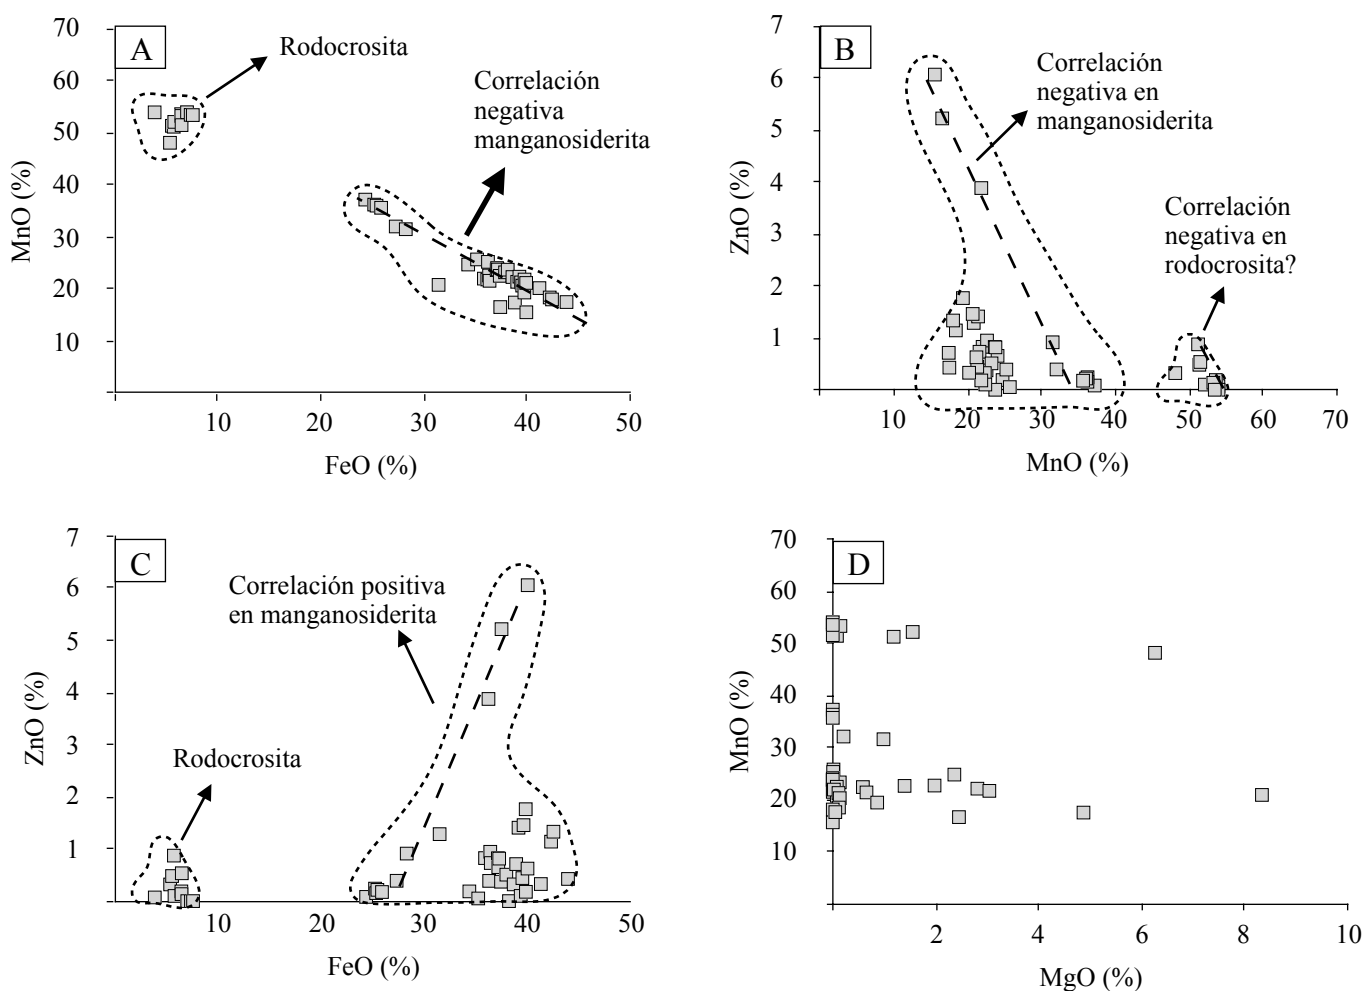 A
70
60
50
40
30
20
10
MnO (%)
10
20
30
40
50
FeO (%)
Rodocrosita
Correlación
negativa
manganosiderita
B
7
6
5
4
3
2
1
ZnO (%)
10
20
30
40
50
60
70
MnO (%)
Correlación
negativa en
manganosiderita
Correlación
negativa en
rodocrosita?
C
7
6
5
4
3
2
1
ZnO (%)
10
20
30
40
50
FeO (%)
Correlación positiva
en manganosiderita
Rodocrosita
D
70
60
50
40
30
20
10
MnO (%)
2
4
6
8
10
MgO (%)